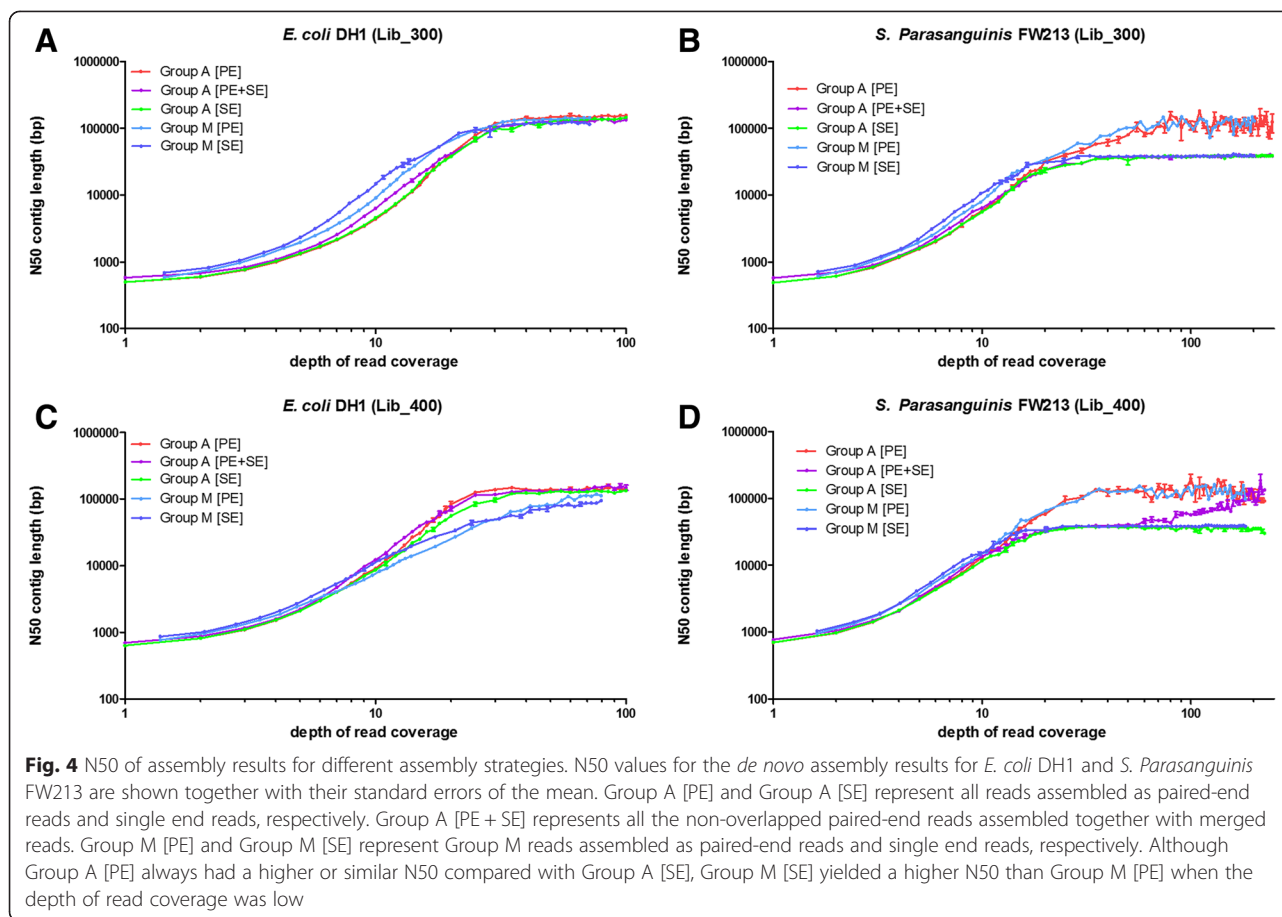 A
E. coli DH1 (Lib_300)
N50 contig length (bp)
1000000
100000
10000
1000
100
Group A [PE]
Group A [PE+SE]
Group A [SE]
Group M [PE]
Group M [SE]
1
10
100
depth of read coverage
B
S. Parasanguinis FW213 (Lib_300)
N50 contig length (bp)
1000000
100000
10000
1000
100
Group A [PE]
Group A [PE+SE]
Group A [SE]
Group M [PE]
Group M [SE]
1
10
100
depth of read coverage
C
E. coli DH1 (Lib_400)
N50 contig length (bp)
1000000
100000
10000
1000
100
Group A [PE]
Group A [PE+SE]
Group A [SE]
Group M [PE]
Group M [SE]
1
10
100
depth of read coverage
D
S. Parasanguinis FW213 (Lib_400)
N50 contig length (bp)
1000000
100000
10000
1000
100
Group A [PE]
Group A [PE+SE]
Group A [SE]
Group M [PE]
Group M [SE]
1
10
100
depth of read coverage
Fig. 4 N50 of assembly results for different assembly strategies. N50 values for the de novo assembly results for E. coli DH1 and S. Parasanguinis
FW213 are shown together with their standard errors of the mean. Group A [PE] and Group A [SE] represent all reads assembled as paired-end
reads and single end reads, respectively. Group A [PE + SE] represents all the non-overlapped paired-end reads assembled together with merged
reads. Group M [PE] and Group M [SE] represent Group M reads assembled as paired-end reads and single end reads, respectively. Although
Group A [PE] always had a higher or similar N50 compared with Group A [SE], Group M [SE] yielded a higher N50 than Group M [PE] when the
depth of read coverage was low